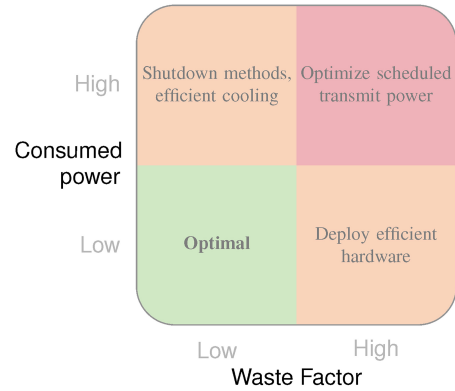 High
Shutdown methods,
efficient cooling
Optimize scheduled
transmit power
Consumed
power
Low
Optimal
Deploy efficient
hardware
Low
High
Waste Factor